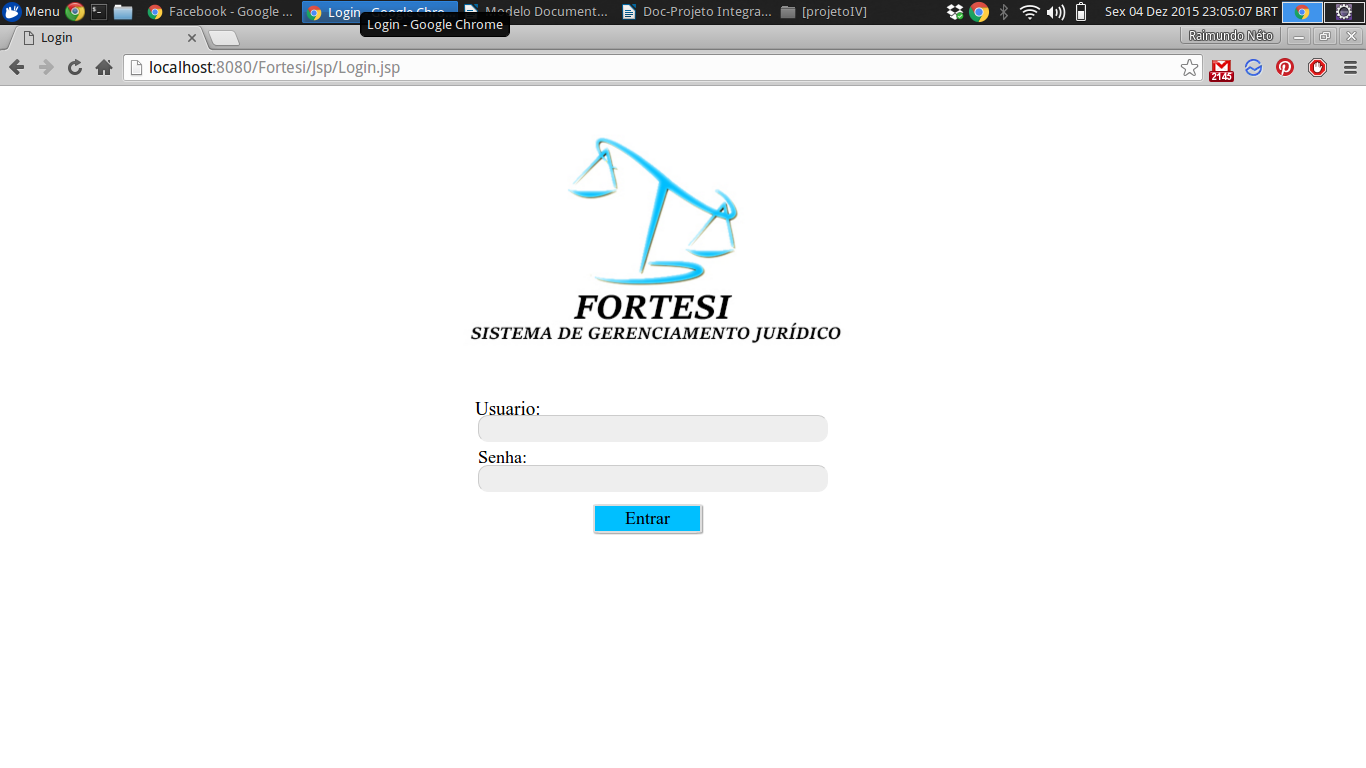 Menu Facebook - Google ... Login - Google Chro... Modelo Document... Doc-Projeto Integra... [projetoIV] Sex 04 Dez 2015 23:05:07 BRT
Login - Google Chrome
Login Raimundo Néto
localhost:8080/Fortesi/Jsp/Login.jsp 2145
FORTESI
SISTEMA DE GERENCIAMENTO JURÍDICO
Usuario:
Senha:
Entrar